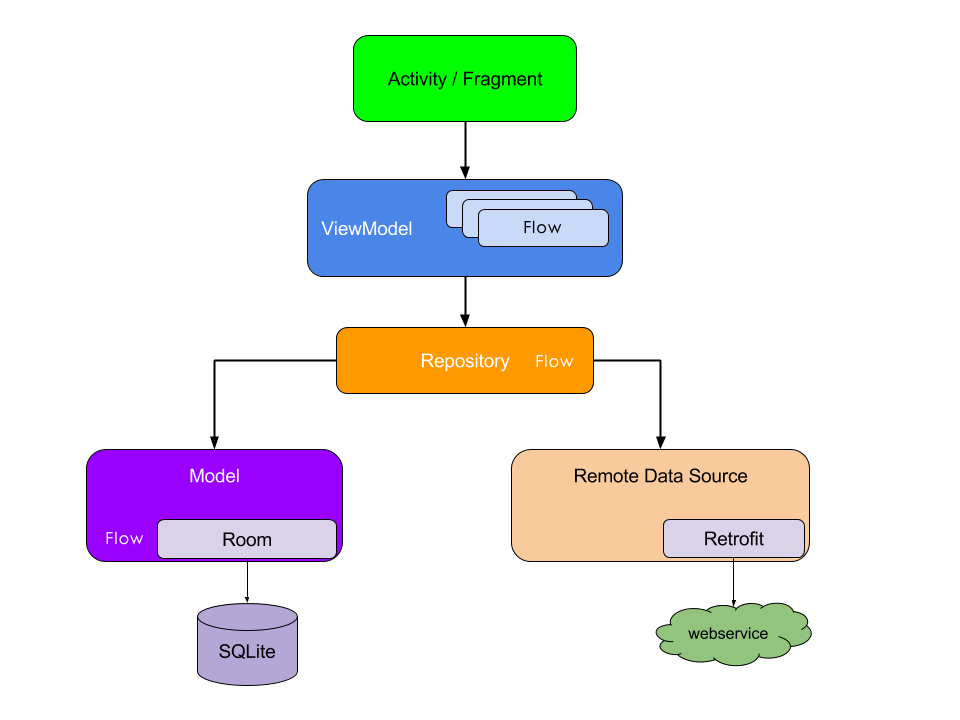 Activity / Fragment
ViewModel
Flow
Repository
Flow
Model
Flow
Room
SQLite
Remote Data Source
Retrofit
webservice